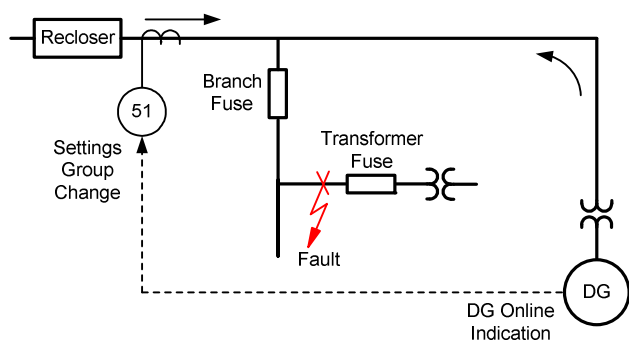 Recloser
Branch
Fuse
51
Transformer
Fuse
Settings
Group
Change
Fault
DG
DG Online
Indication